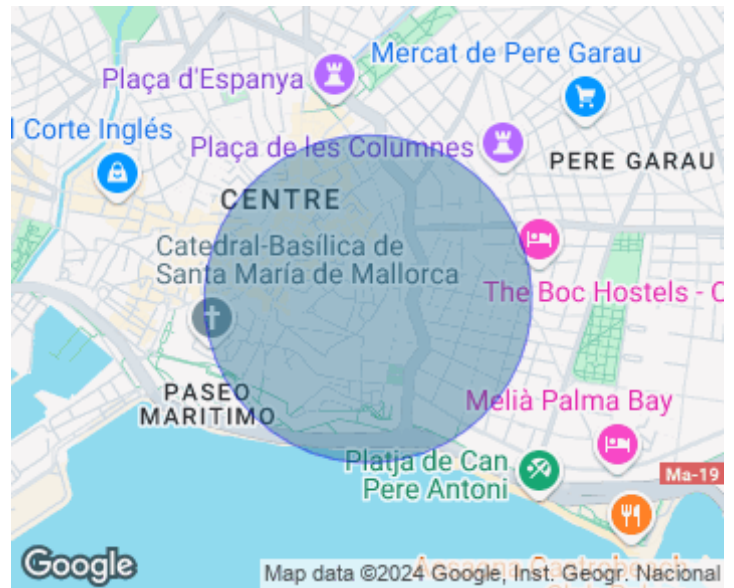 Mercat de Pere Garau
Plaça d'Espanya
l Corte Inglés
Plaça de les Columnes
PERE GARAU
CENTRE
Catedral-Basílica de
Santa María de Mallorca
The Boc Hostels - C
PASEO
MARITIMO
Melià Palma Bay
Platja de Can
Pere Antoni
Ma-19
Google
Map data ©2024 Google, Inst. Geogr. Nacional